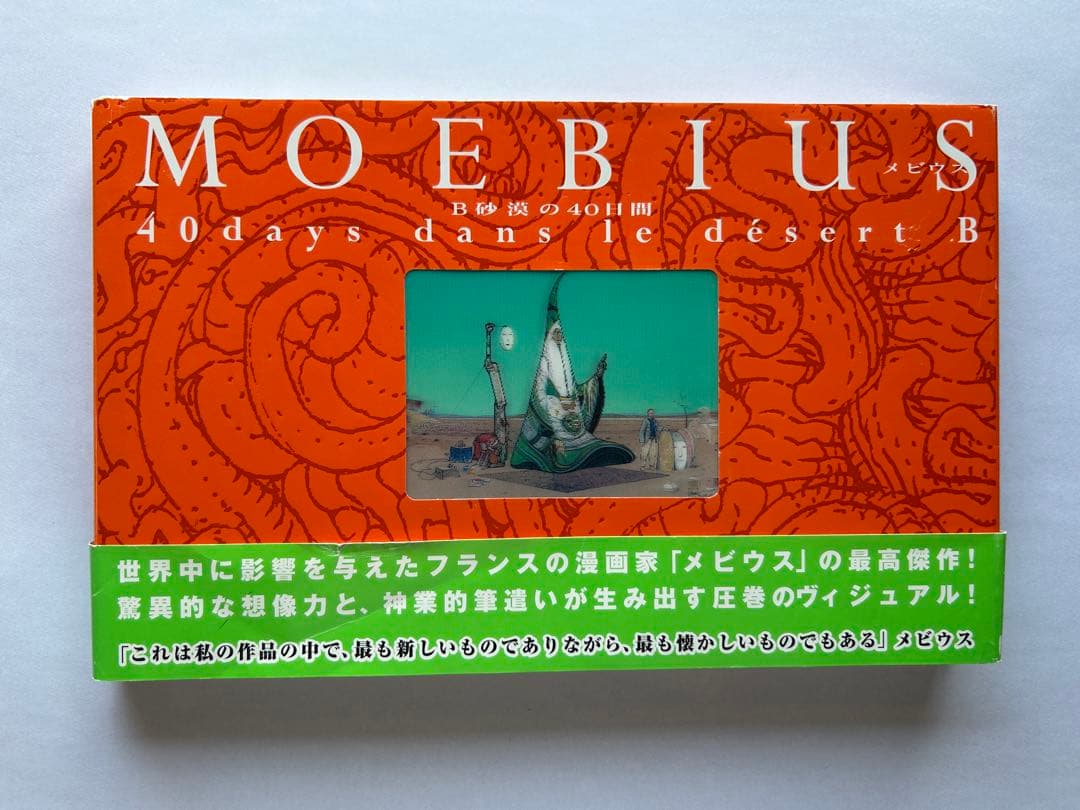 MOEBIUS
メビウス
B砂漠の40日間
40days dans le désert B
世界中に影響を与えたフランスの漫画家「メビウス」の最高傑作!
驚異的な想像力と、神業的筆遣いが生み出す圧巻のヴィジュアル!
「これは私の作品の中で、最も新しいものでありながら、最も懐かしいものでもある」メビウス